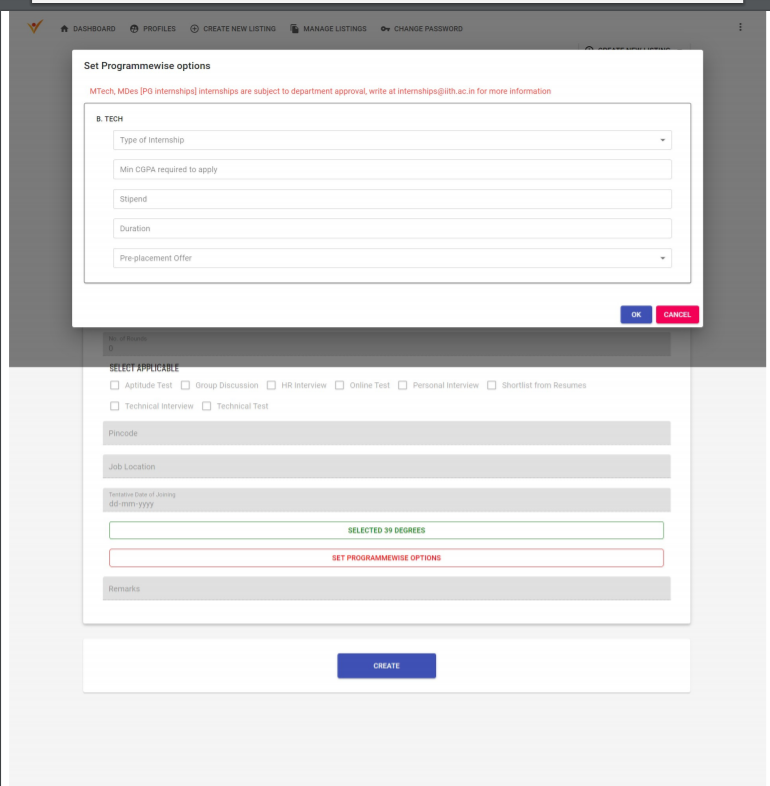 DASHBOARD PROFILES CREATE NEW LISTING MANAGE LISTINGS CHANGE PASSWORD
CREATE NEW LISTING
Set Programmewise options
MTech, MDes [PG internships] internships are subject to department approval, write at internships@iith.ac.in for more information
B. TECH
Type of Internship
Min CGPA required to apply
Stipend
Duration
Pre-placement Offer
OK CANCEL
No. of Rounds
0
SELECT APPLICABLE
Aptitude Test Group Discussion HR Interview Online Test Personal Interview Shortlist from Resumes
Technical Interview Technical Test
Pincode
Job Location
Tentative Date of Joining
dd-mm-yyyy
SELECTED 39 DEGREES
SET PROGRAMMEWISE OPTIONS
Remarks
CREATE